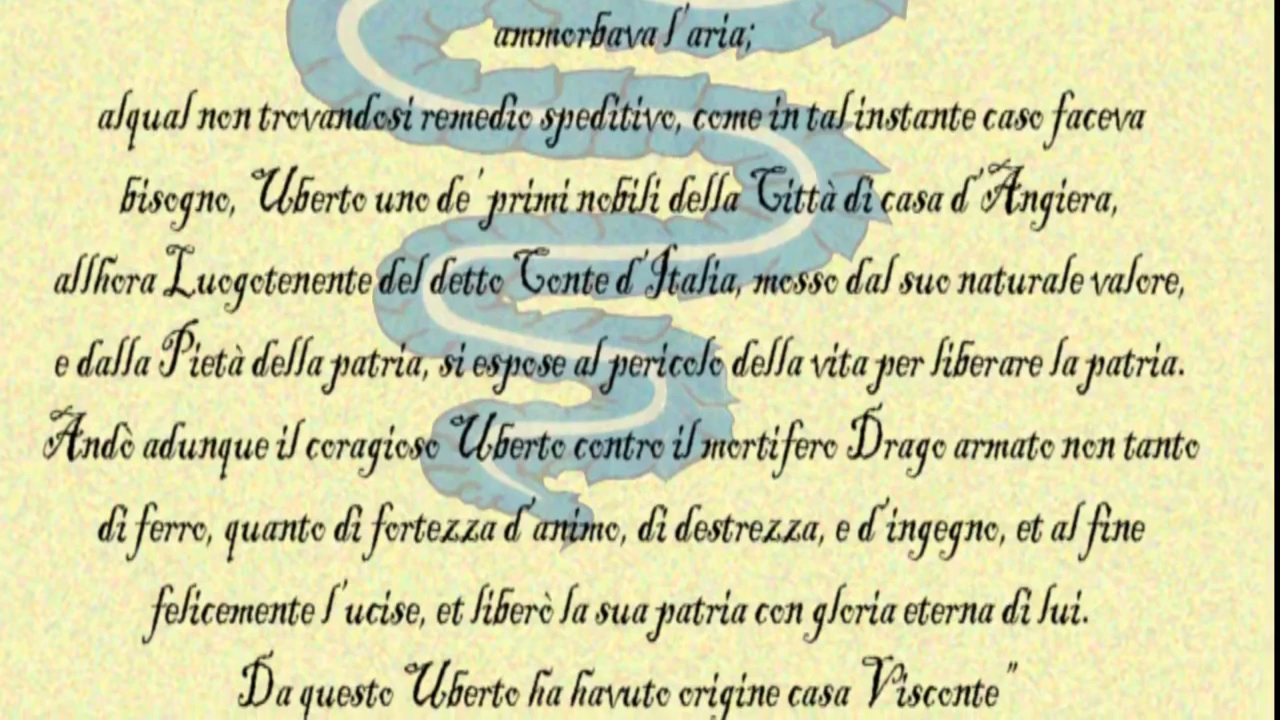 ammorbava l'aria;
alqual non trovandosi remedio speditivo, come in tal instante caso faceva
bisogno, Uberto uno de' primi nobili della Città di casa d'Angiera,
allhora Luogotenente del detto Conte d'Italia, mosso dal suo naturale valore,
e dalla Pietà della patria, si espose al pericolo della vita per liberare la patria.
Andò adunque il coragioso Uberto contro il mortifero Drago armato non tanto
di ferro, quanto di fortezza d'animo, di destrezza, e d'ingegno, et al fine
felicemente l'ucise, et liberò la sua patria con gloria eterna di lui.
Da questo Uberto ha havuto origine casa Visconte"